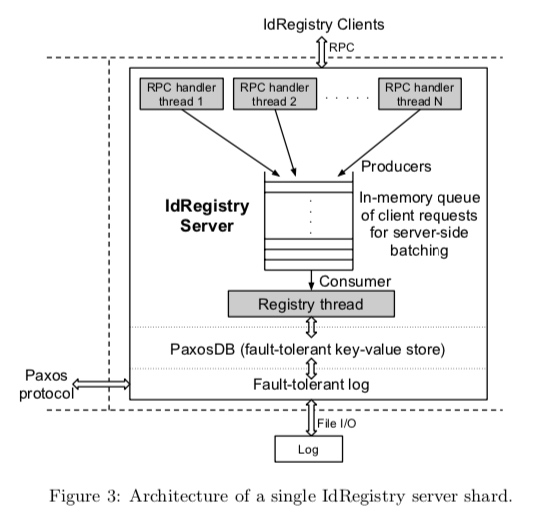 IdRegistry Clients
RPC
RPC handler
thread 1
RPC handler
thread 2
. . . . .
RPC handler
thread N
Producers
IdRegistry
Server
In-memory queue
of client requests
for server-side
batching
Consumer
Registry thread
PaxosDB (fault-tolerant key-value store)
Paxos
protocol
Fault-tolerant log
File I/O
Log
Figure 3: Architecture of a single IdRegistry server shard.